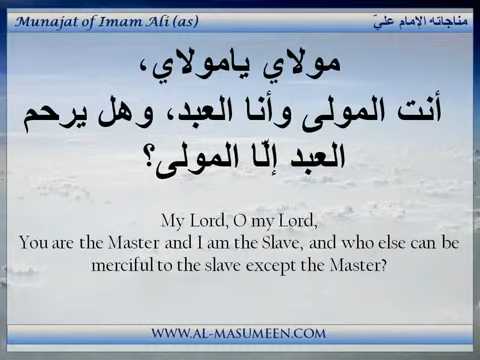 Munajat of Imam Ali (as) مناجاته الإمام عليّ
مولاي يامولاي،
أنت المولى وأنا العبد، وهل يرحم
العبد إلّا المولى؟
My Lord, O my Lord,
You are the Master and I am the Slave, and who else can be
merciful to the slave except the Master?
WWW.AL-MASUMEEN.COM